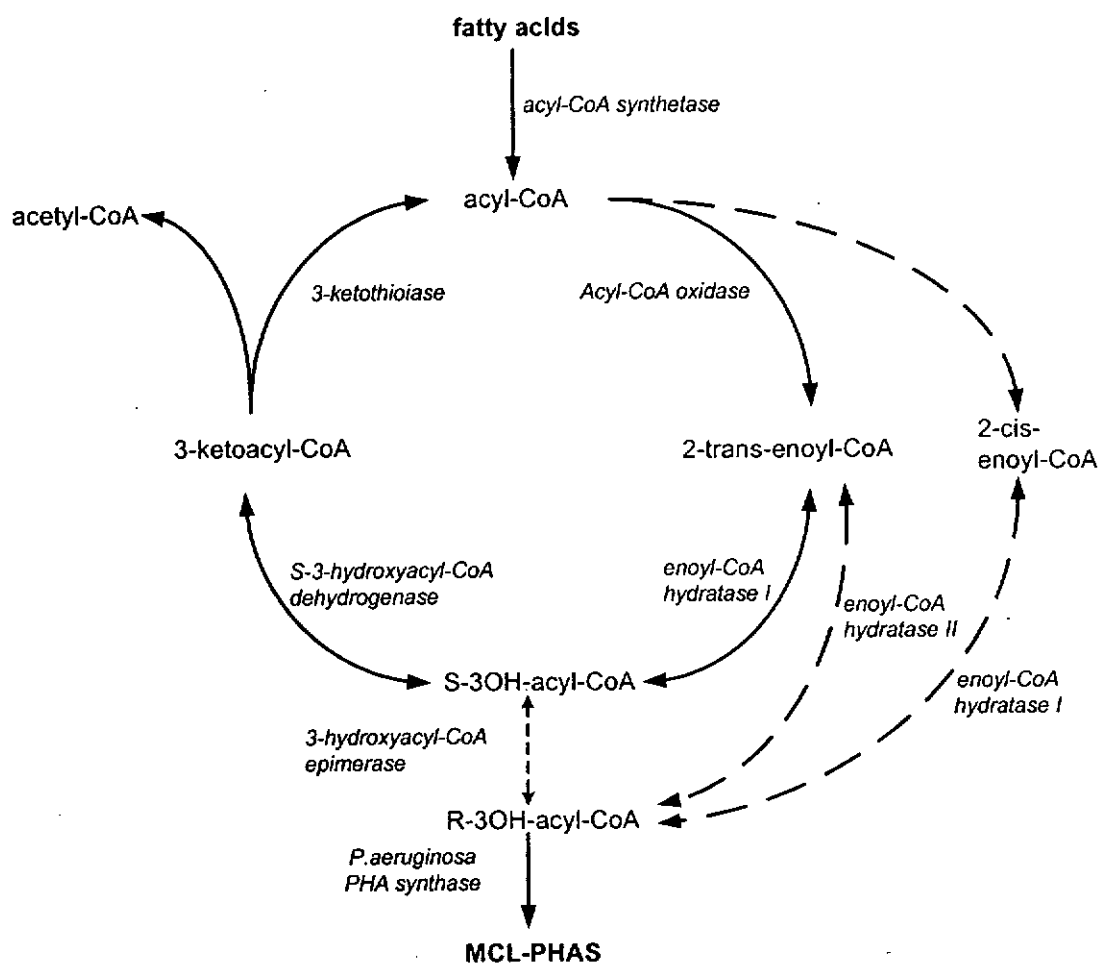 fatty acids
acyl-CoA synthetase
acyl-CoA
acetyl-CoA
3-ketothioiase
Acyl-CoA oxidase
3-ketoacyl-CoA
2-trans-enoyl-CoA
2-cis-
enoyl-CoA
S-3-hydroxyacyl-CoA
dehydrogenase
enoyl-CoA
hydratase I
enoyl-CoA
hydratase II
enoyl-CoA
hydratase I
S-3OH-acyl-CoA
3-hydroxyacyl-CoA
epimerase
R-3OH-acyl-CoA
P.aeruginosa
PHA synthase
MCL-PHAS